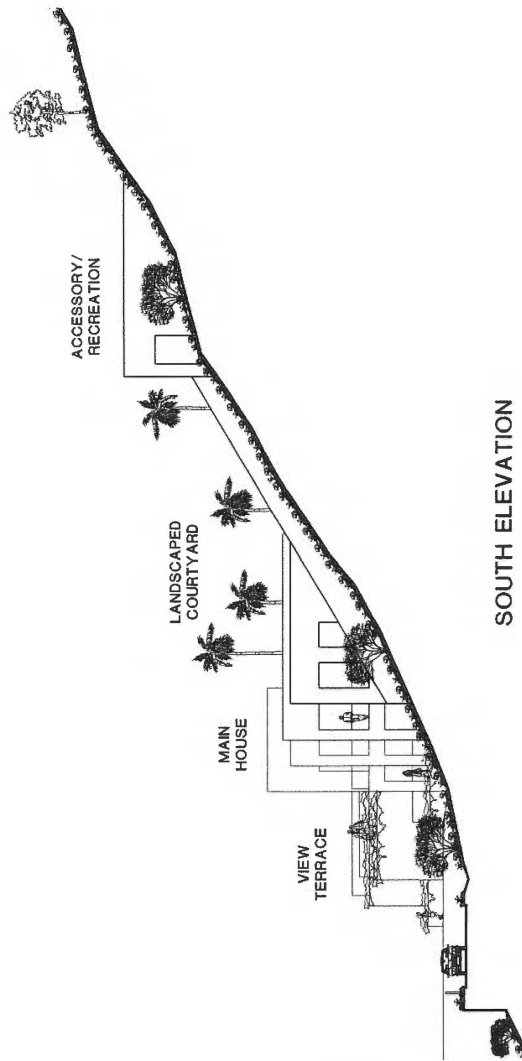 ACCESSORY/
RECREATION
LANDSCAPED
COURTYARD
MAIN
HOUSE
VIEW
TERRACE
SOUTH ELEVATION